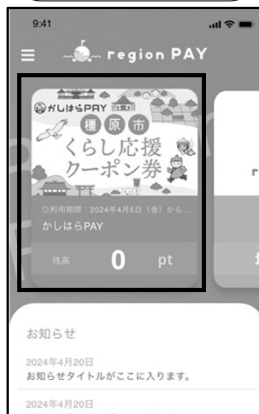 9:41
region PAY
かしはらPAY
橿原市
くらし応援
クーポン券
○利用期間：2024年4月5日（金）から...
かしはらPAY
残高 0 pt
お知らせ
2024年4月20日
お知らせタイトルがここに入ります。
2024年4月20日